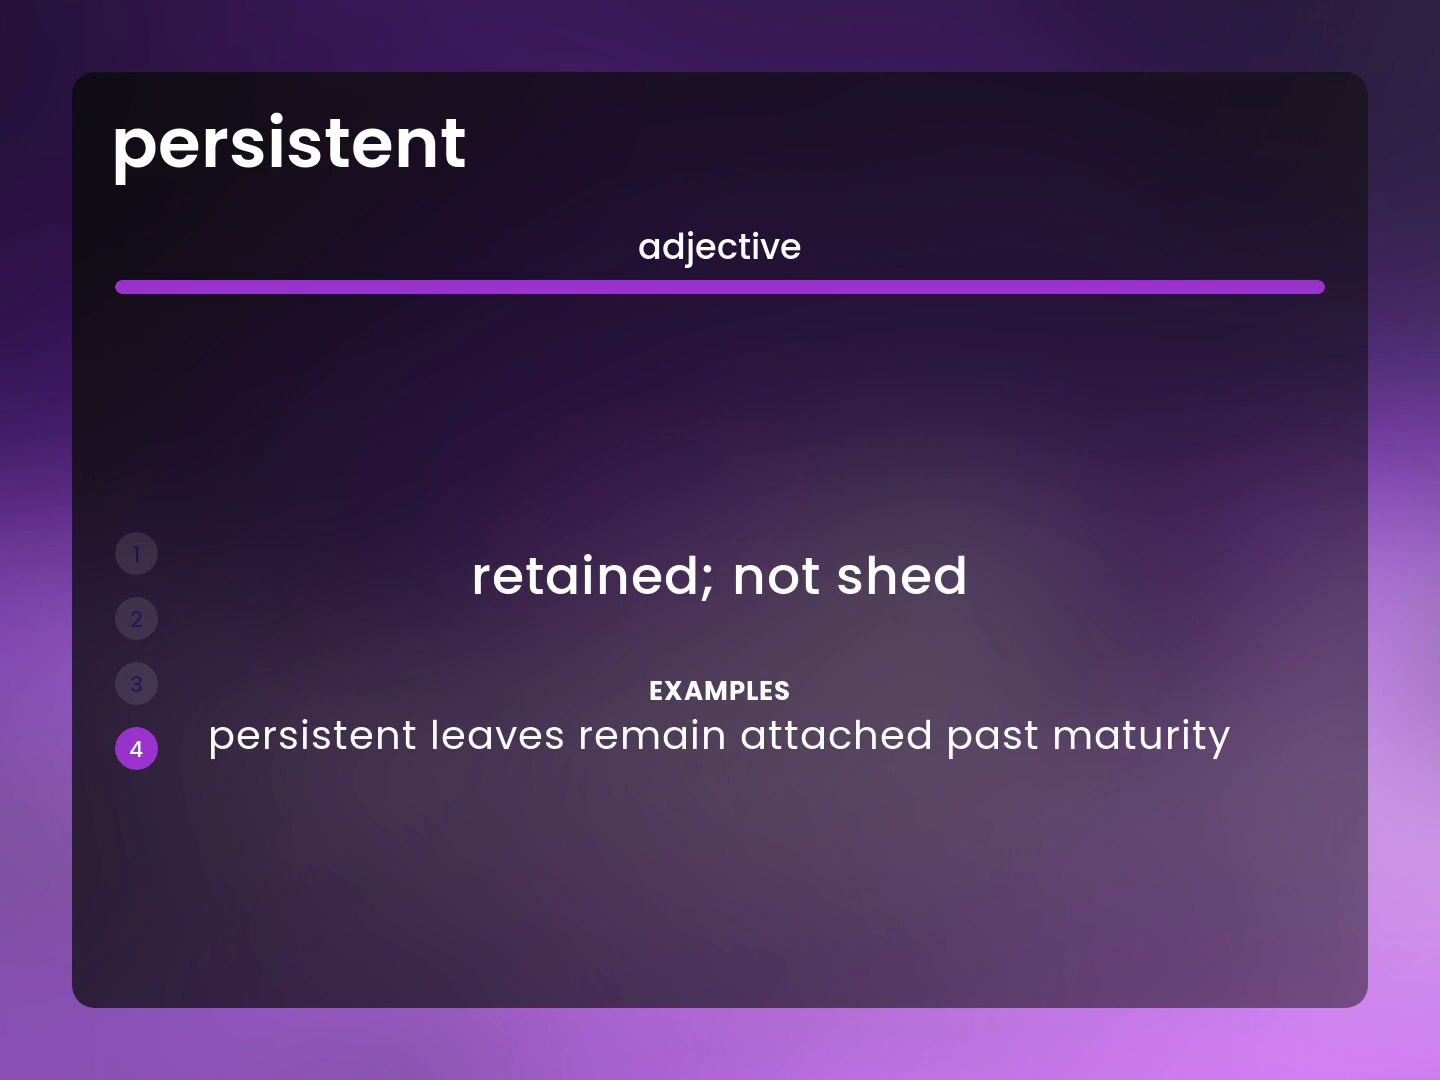 persistent
adjective
1
2
3
4
retained; not shed
EXAMPLES
persistent leaves remain attached past maturity